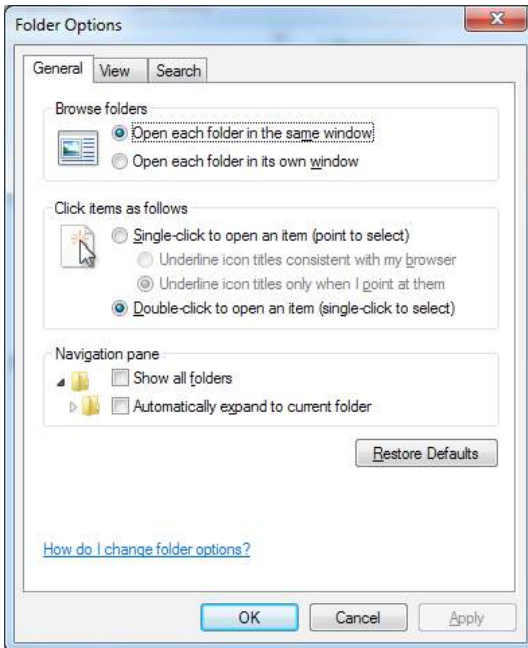 Folder Options
General View Search
Browse folders
Open each folder in the same window
Open each folder in its own window
Click items as follows
Single-click to open an item (point to select)
Underline icon titles consistent with my browser
Underline icon titles only when I point at them
Double-click to open an item (single-click to select)
Navigation pane
Show all folders
Automatically expand to current folder
Restore Defaults
How do I change folder options?
OK Cancel Apply